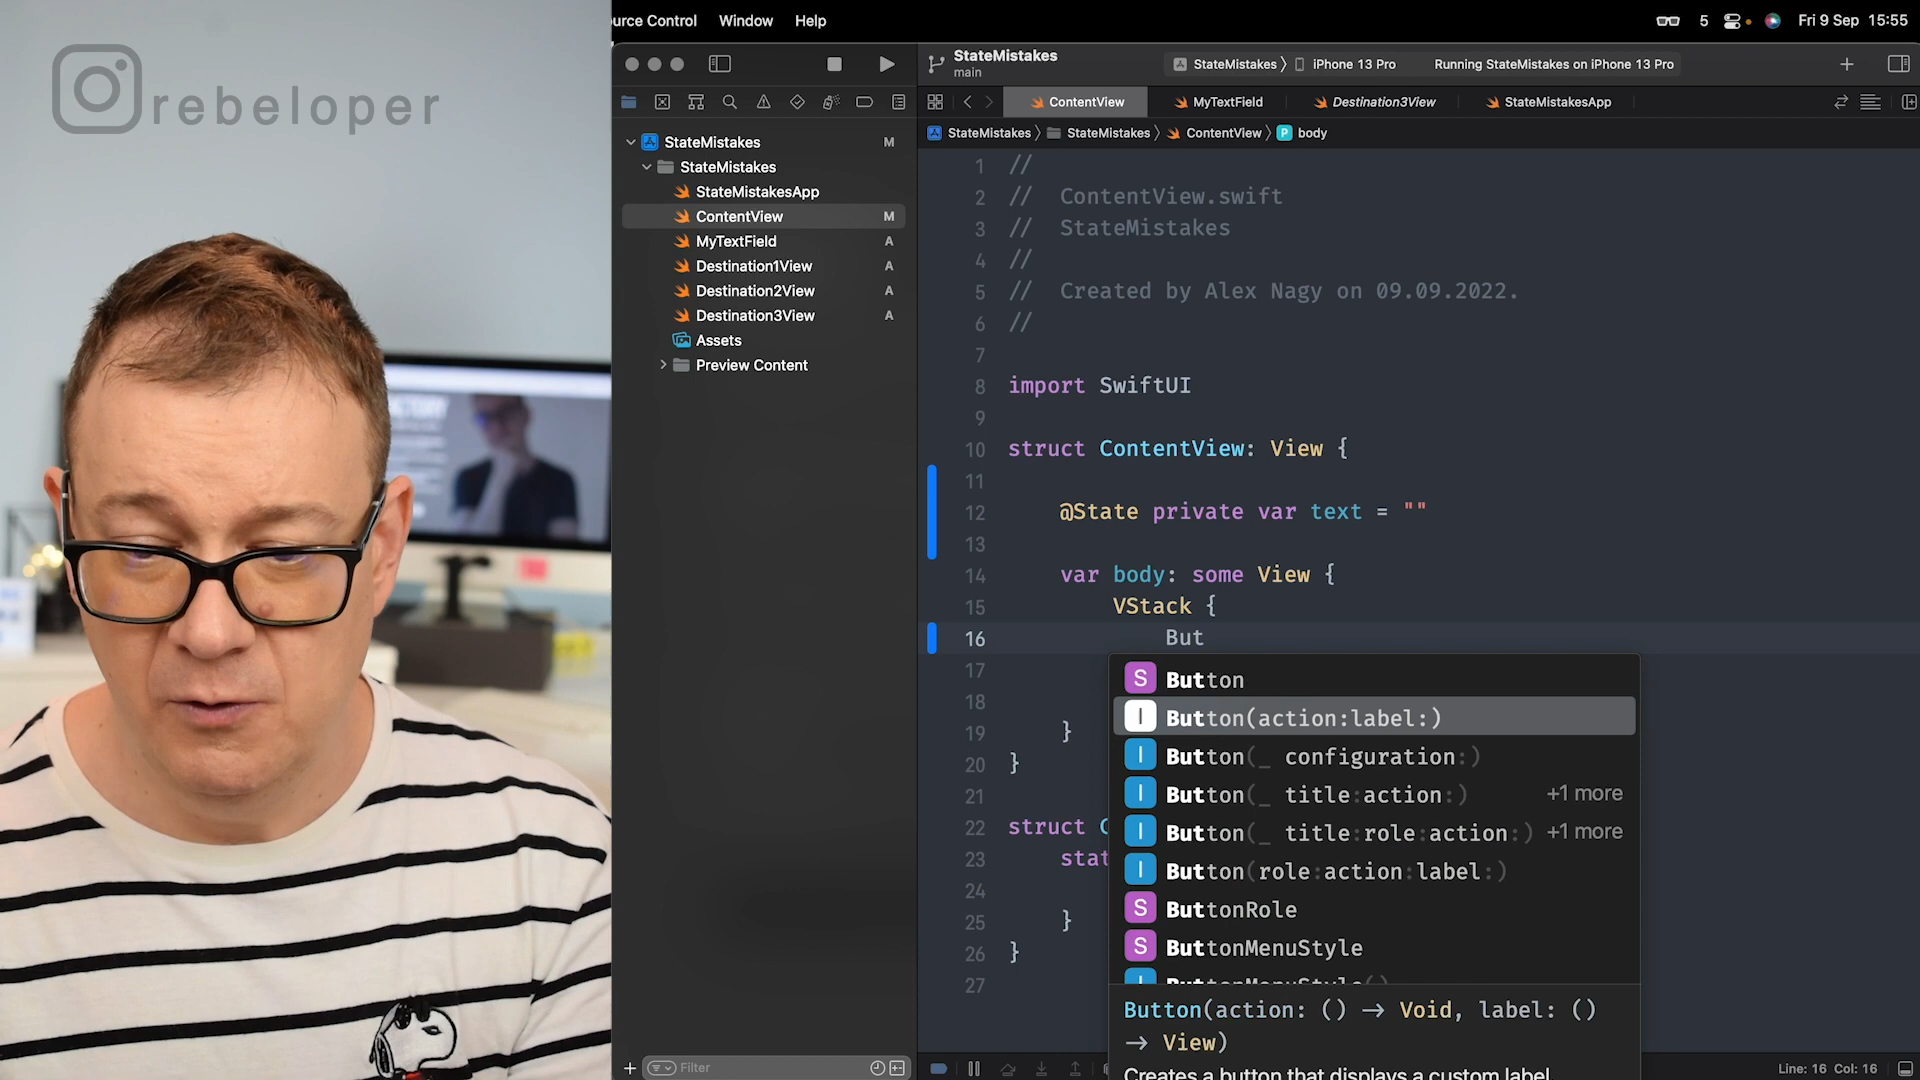 urce Control Window Help
5 Fri 9 Sep 15:55
rebeloper
StateMistakes
main
StateMistakes 〉 iPhone 13 Pro
Running StateMistakes on iPhone 13 Pro
ContentView
MyTextField
Destination3View
StateMistakesApp
StateMistakes 〉 StateMistakes 〉 ContentView 〉 P body
StateMistakes M
StateMistakes
StateMistakesApp
ContentView M
MyTextField A
Destination1View A
Destination2View A
Destination3View A
Assets
Preview Content
1 //
2 // ContentView.swift
3 // StateMistakes
4 //
5 // Created by Alex Nagy on 09.09.2022.
6 //
7
8 import SwiftUI
9
10 struct ContentView: View {
11
12 @State private var text = ""
13
14 var body: some View {
15 VStack {
16 But
17
18
19 }
20 }
21
22 struct C
23 stat
24
25 }
26 }
27
S Button
I Button(action:label:)
I Button(_ configuration:)
I Button(_ title:action:) +1 more
I Button(_ title:role:action:) +1 more
I Button(role:action:label:)
S ButtonRole
S ButtonMenuStyle
I ButtonMenuStyle()
Button(action: () → Void, label: ()
→ View)
Creates a button that displays a custom label
Filter
Line: 16 Col: 16